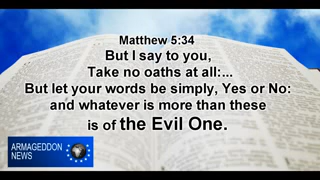 Matthew 5:34
But I say to you,
Take no oaths at all:...
But let your words be simply, Yes or No:
and whatever is more than these
is of the Evil One.
ARMAGEDDON
NEWS